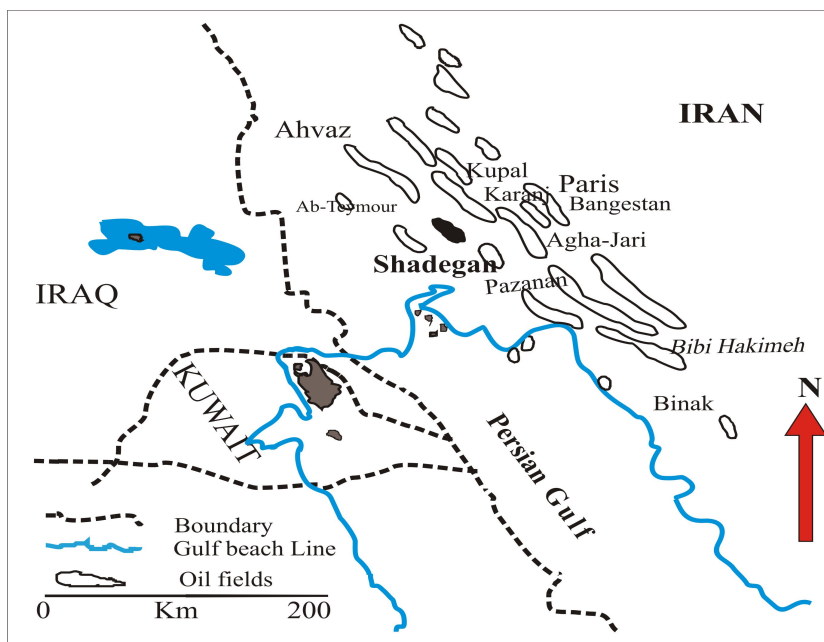 IRAN
Ahvaz
Kupal
Karanj
Paris
Ab-Teymour
Bangestan
Agha-Jari
Shadegan
Pazanan
IRAQ
Bibi Hakimeh
KUWAIT
N
Binak
Persian Gulf
Boundary
Gulf beach Line
Oil fields
0 Km 200